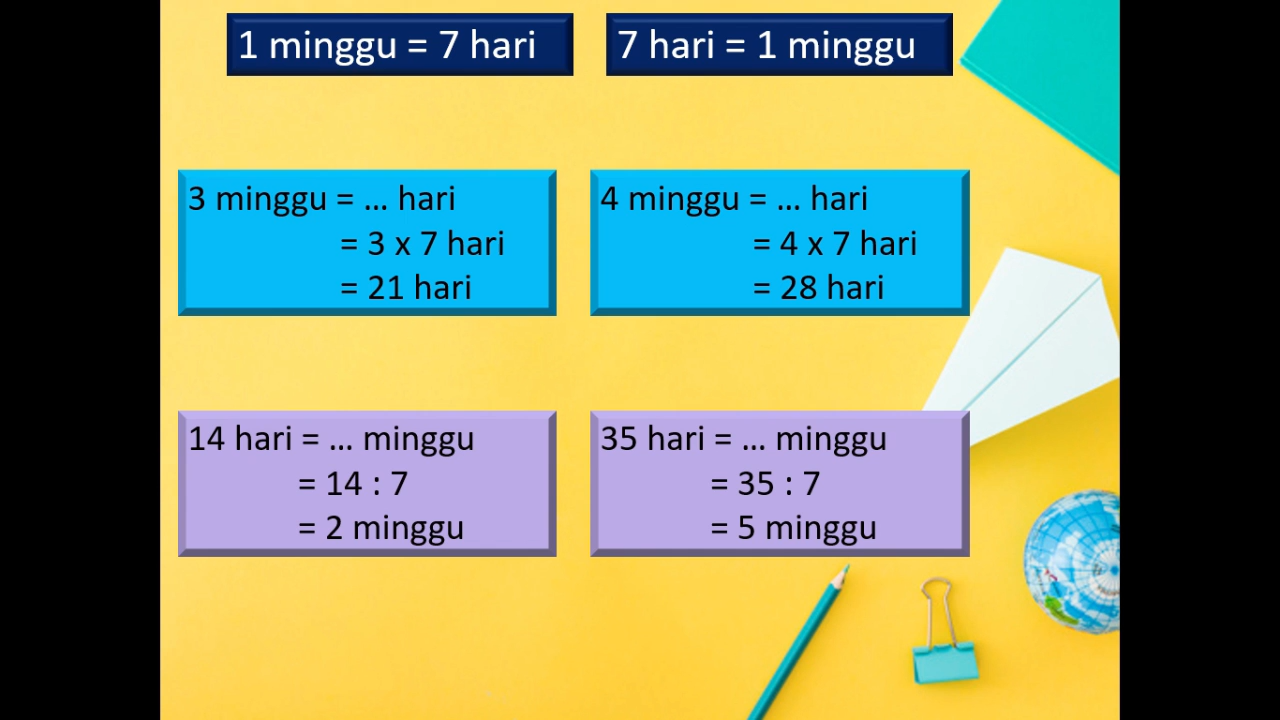 1 minggu = 7 hari
7 hari = 1 minggu
3 minggu = ... hari
= 3 x 7 hari
= 21 hari
4 minggu = ... hari
= 4 x 7 hari
= 28 hari
14 hari = ... minggu
= 14 : 7
= 2 minggu
35 hari = ... minggu
= 35 : 7
= 5 minggu